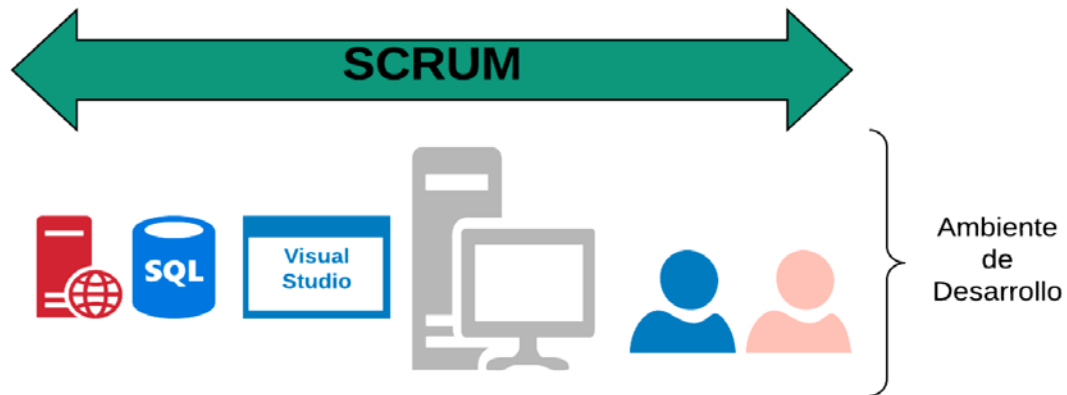 SCRUM
SQL
Visual
Studio
Ambiente
de
Desarrollo